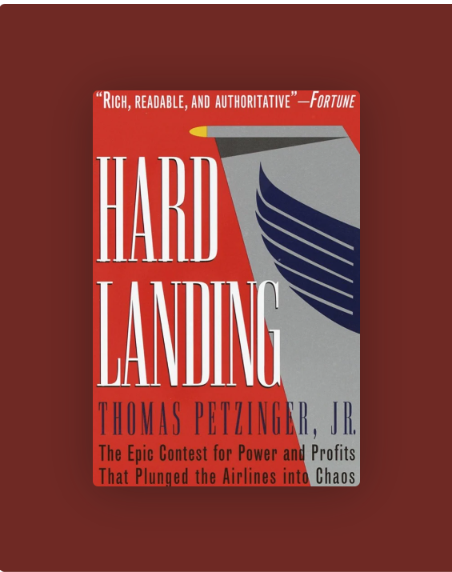 “RICH, READABLE, AND AUTHORITATIVE”—FORTUNE
HARD
LANDING
THOMAS PETZINGER, JR.
The Epic Contest for Power and Profits
That Plunged the Airlines into Chaos